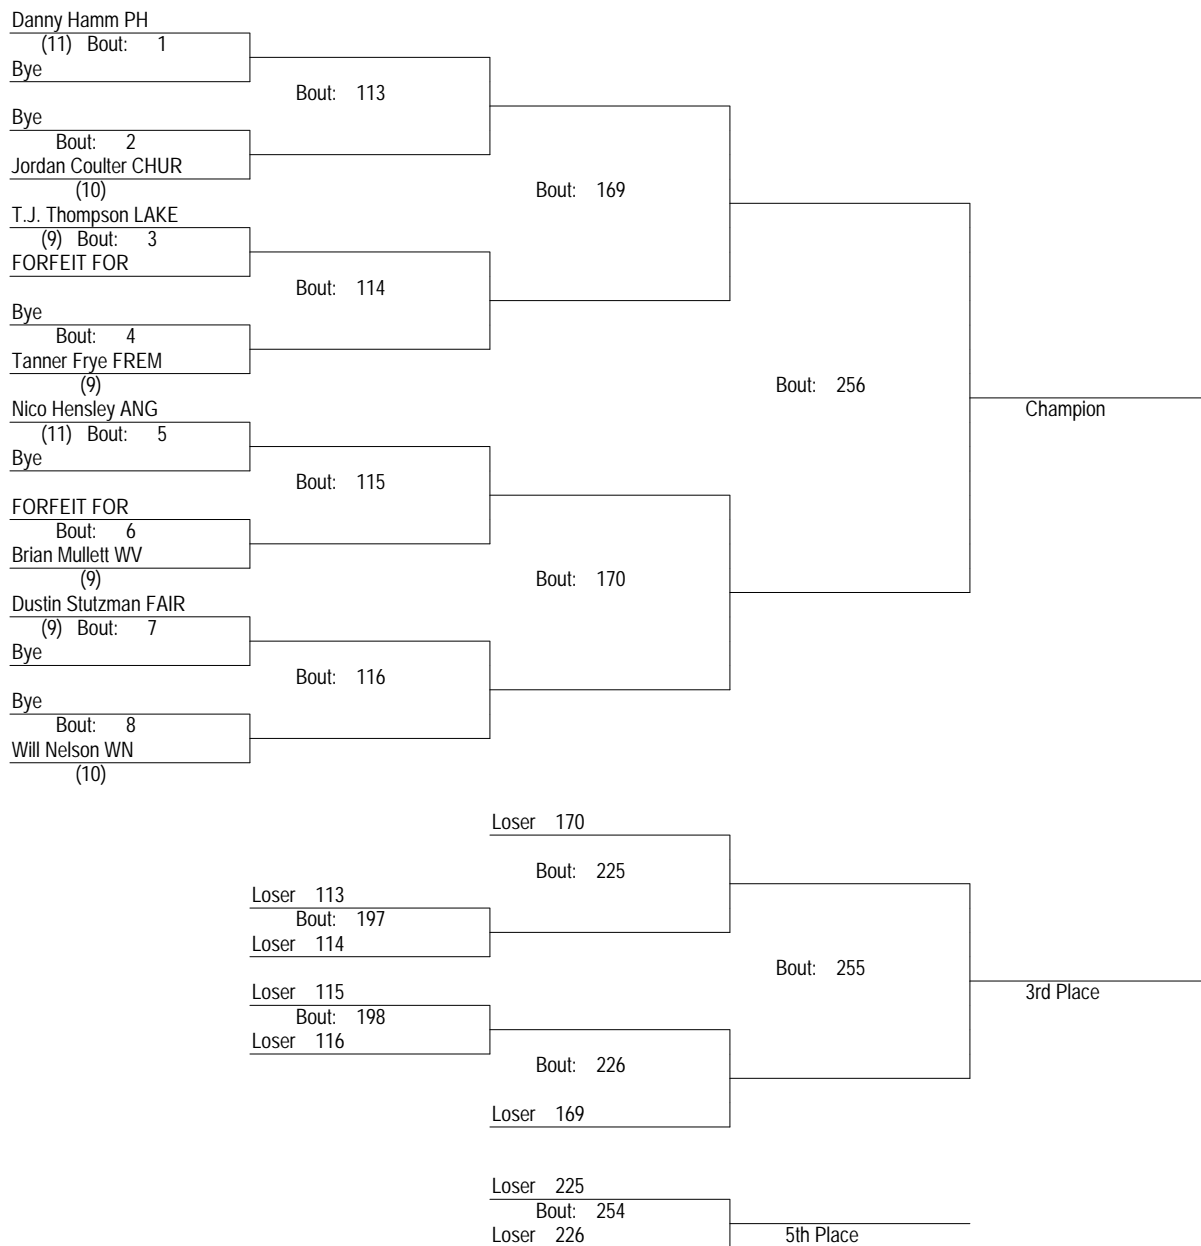 Danny Hamm PH
(11) Bout: 1
Bye
Bout: 113
Bye
Bout: 2
Jordan Coulter CHUR
(10)
Bout: 169
T.J. Thompson LAKE
(9) Bout: 3
FORFEIT FOR
Bout: 114
Bye
Bout: 4
Tanner Frye FREM
(9)
Bout: 256
Champion
Nico Hensley ANG
(11) Bout: 5
Bye
Bout: 115
FORFEIT FOR
Bout: 6
Brian Mullett WV
(9)
Bout: 170
Dustin Stutzman FAIR
(9) Bout: 7
Bye
Bout: 116
Bye
Bout: 8
Will Nelson WN
(10)
Loser 170
Bout: 225
Loser 113
Bout: 197
Loser 114
Bout: 255
3rd Place
Loser 115
Bout: 198
Loser 116
Bout: 226
Loser 169
Loser 225
Bout: 254
Loser 226
5th Place